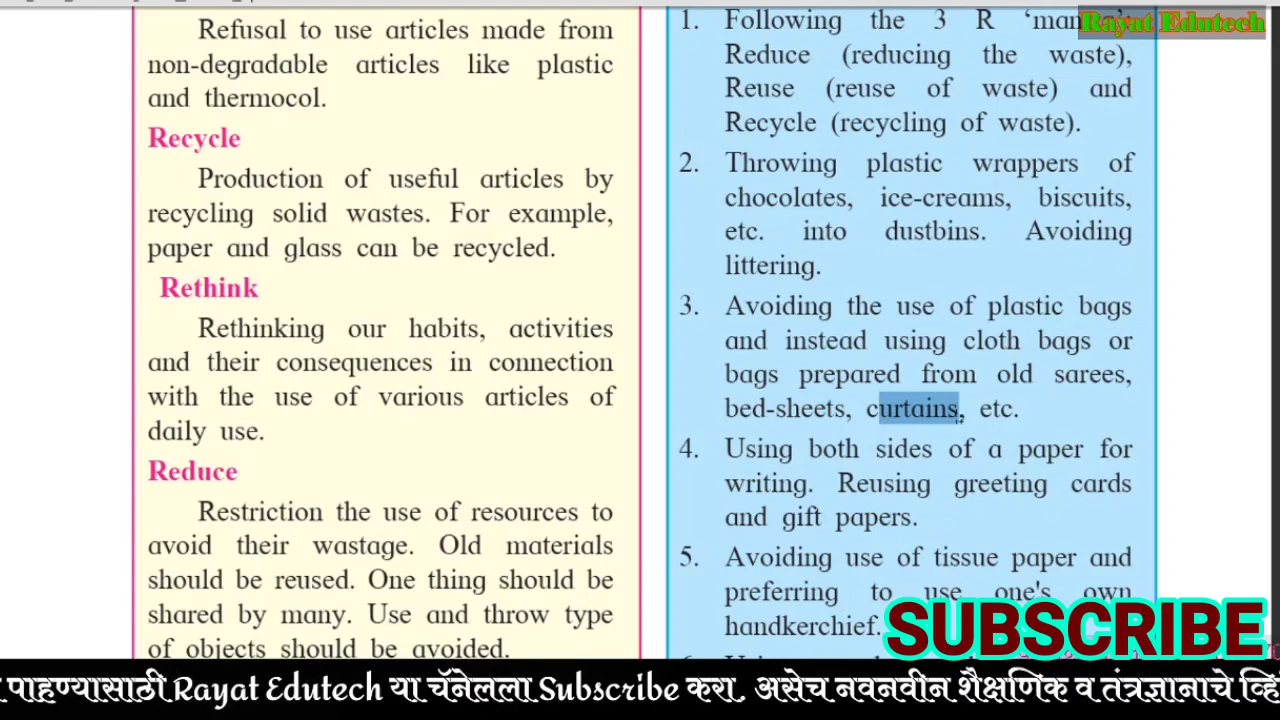 Refusal to use articles made from
non-degradable articles like plastic
and thermocol.
Recycle
Production of useful articles by
recycling solid wastes. For example,
paper and glass can be recycled.
Rethink
Rethinking our habits, activities
and their consequences in connection
with the use of various articles of
daily use.
Reduce
Restriction the use of resources to
avoid their wastage. Old materials
should be reused. One thing should be
shared by many. Use and throw type
of objects should be avoided.
1. Following the 3 R
Reduce (reducing the waste),
Reuse (reuse of waste) and
Recycle (recycling of waste).
2. Throwing plastic wrappers of
chocolates, ice-creams, biscuits,
etc. into dustbins. Avoiding
littering.
3. Avoiding the use of plastic bags
and instead using cloth bags or
bags prepared from old sarees,
bed-sheets, curtains, etc.
4. Using both sides of a paper for
writing. Reusing greeting cards
and gift papers.
5. Avoiding use of tissue paper and
preferring to use one's own
handkerchief.
Rayat Edutech
SUBSCRIBE
पाहण्यासाठी Rayat Edutech या चॅनेलला Subscribe करा. असेच नवनवीन शैक्षणिक व तंत्रज्ञानाचे